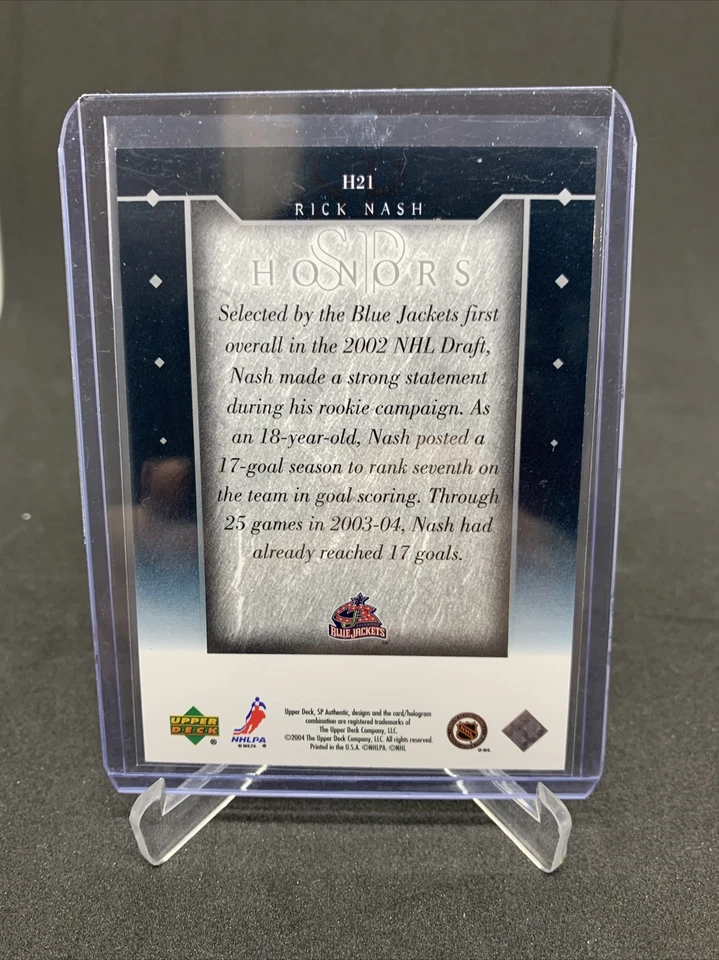 H21
RICK NASH
SP
HONORS
Selected by the Blue Jackets first
overall in the 2002 NHL Draft,
Nash made a strong statement
during his rookie campaign. As
an 18-year-old, Nash posted a
17-goal season to rank seventh on
the team in goal scoring. Through
25 games in 2003-04, Nash had
already reached 17 goals.
BLUE JACKETS
UPPER
DECK
®
NHLPA
Upper Deck, SP Authentic, designs and the card/hologram
combination are registered trademarks of
The Upper Deck Company, LLC.
©2004 The Upper Deck Company, LLC. All rights reserved.
Printed in the U.S.A. ©NHLPA. ©NHL
NHL